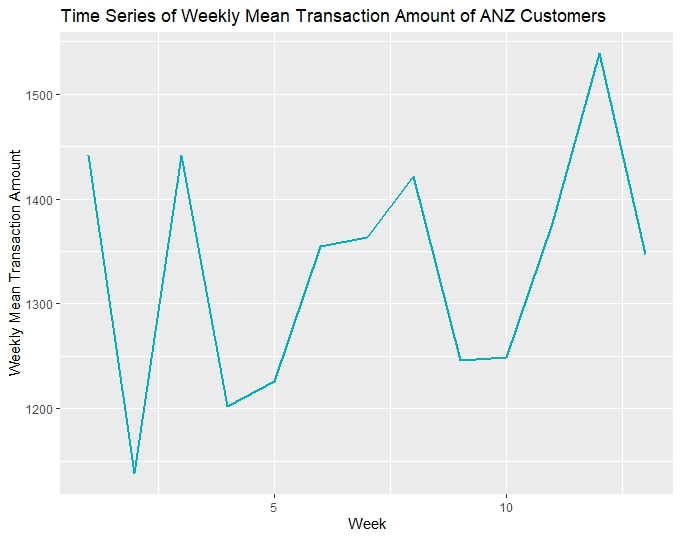 Time Series of Weekly Mean Transaction Amount of ANZ Customers
Weekly Mean Transaction Amount
1500
1400
1300
1200
5
10
Week